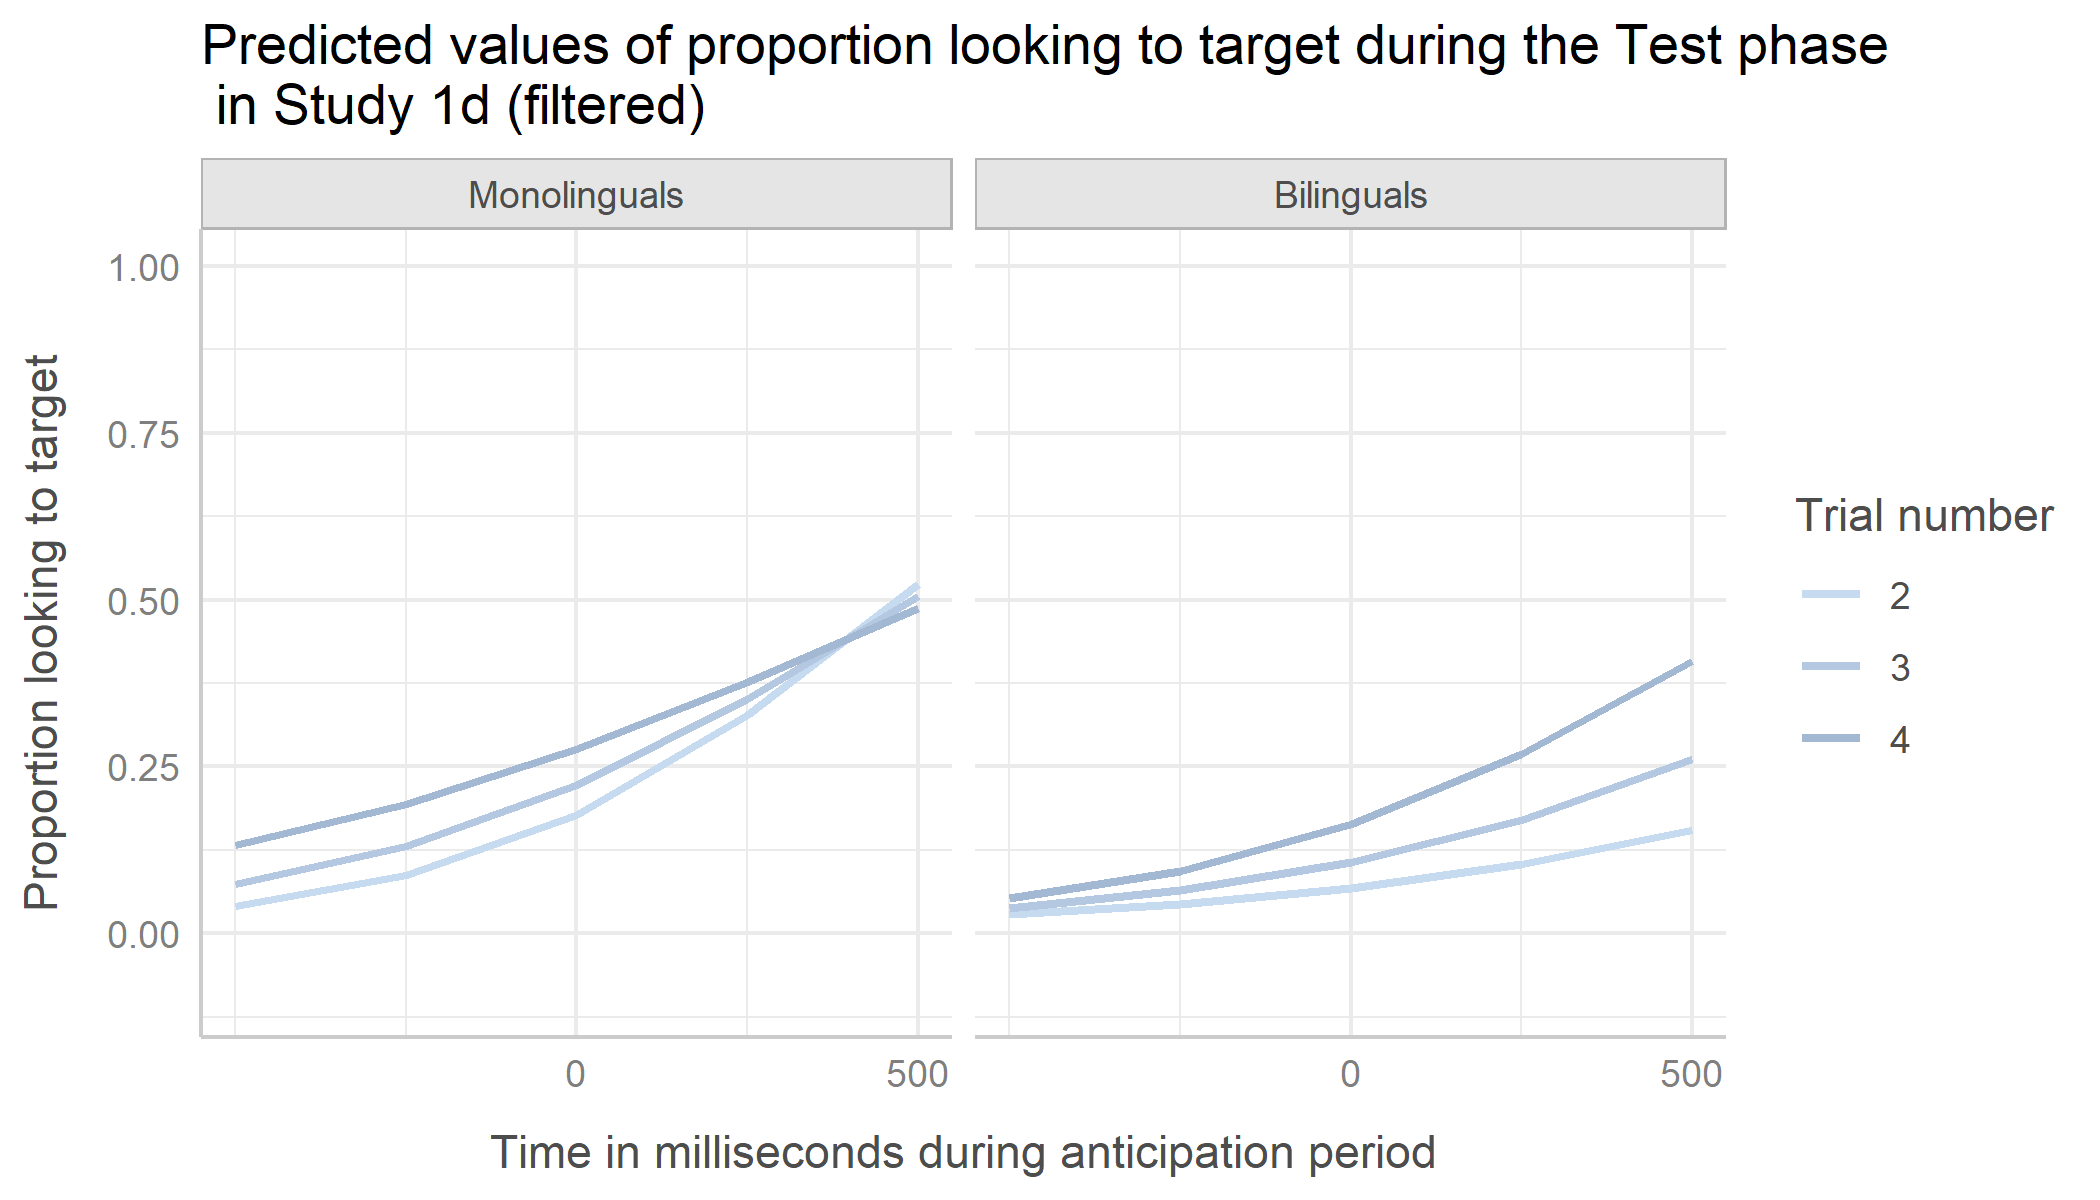 Predicted values of proportion looking to target during the Test phase
in Study 1d (filtered)
Monolinguals
Bilinguals
1.00
0.75
0.50
0.25
0.00
Proportion looking to target
0
500
0
500
Time in milliseconds during anticipation period
Trial number
2
3
4